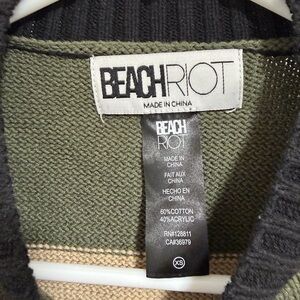 BEACHRIOT
MADE IN CHINA
BEACH
RIOT
MADE IN
CHINA
FAIT AUX
CHINA
HECHO EN
CHINA
60%COTTON
40%ACRYLIC
RN#128811
CA#36979
XS